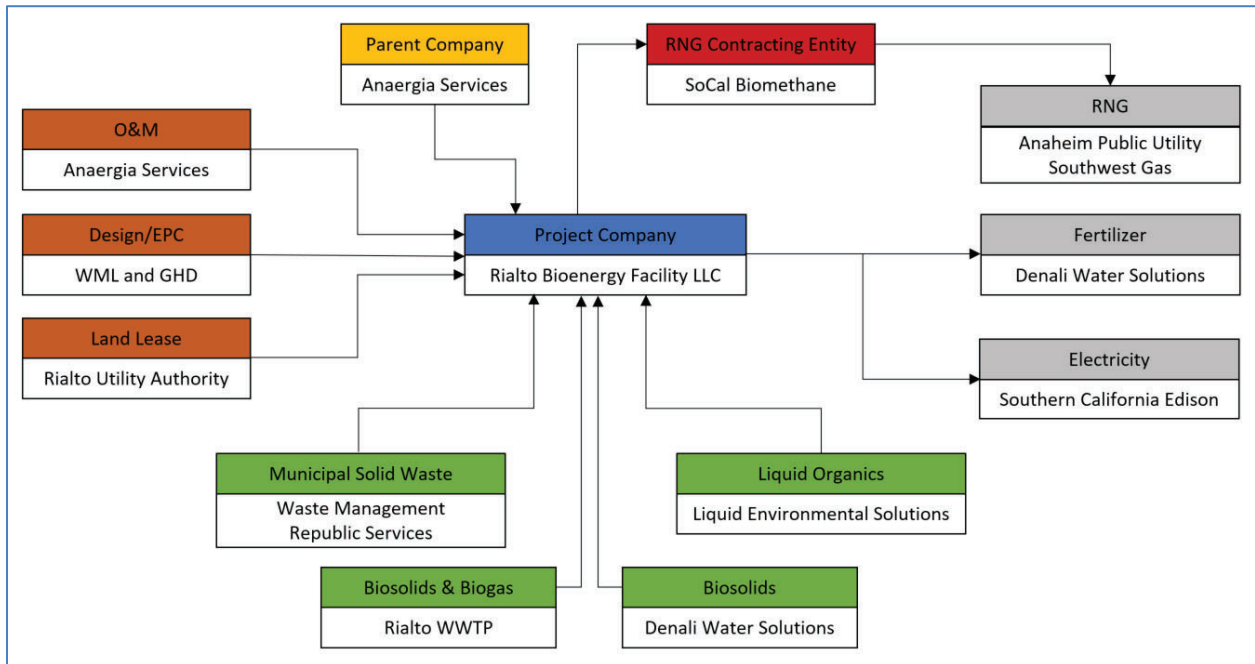 Parent Company
Anaergia Services
RNG Contracting Entity
SoCal Biomethane
RNG
Anaheim Public Utility
Southwest Gas
O&M
Anaergia Services
Design/EPC
WML and GHD
Land Lease
Rialto Utility Authority
Project Company
Rialto Bioenergy Facility LLC
Fertilizer
Denali Water Solutions
Electricity
Southern California Edison
Municipal Solid Waste
Waste Management
Republic Services
Liquid Organics
Liquid Environmental Solutions
Biosolids & Biogas
Rialto WWTP
Biosolids
Denali Water Solutions